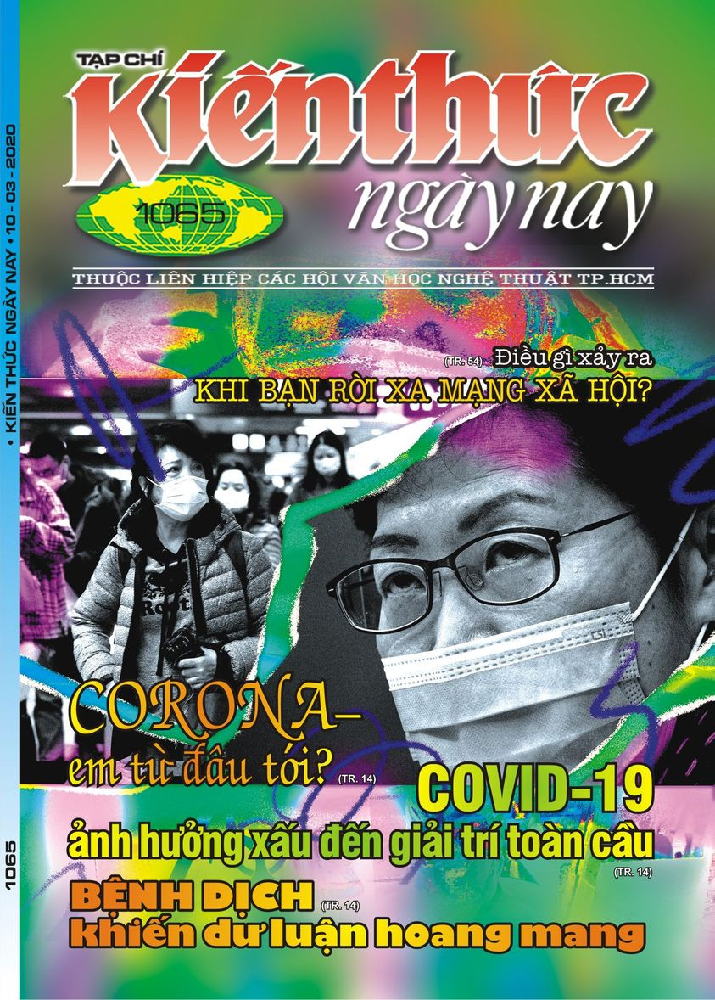 TẠP CHÍ
Kiến thức
ngày nay
1065
THUỘC LIÊN HIỆP CÁC HỘI VĂN HỌC NGHỆ THUẬT TP.HCM
(TR. 54) Điều gì xảy ra
KHI BẠN RỜI XA MẠNG XÃ HỘI?
Roots
CSI
CORONA–
em từ đâu tới? (TR. 14)
COVID-19
ảnh hưởng xấu đến giải trí toàn cầu
(TR. 14)
BỆNH DỊCH (TR. 14)
khiến dư luận hoang mang
• KIẾN THỨC NGÀY NAY • 10 - 03 - 2020
1065